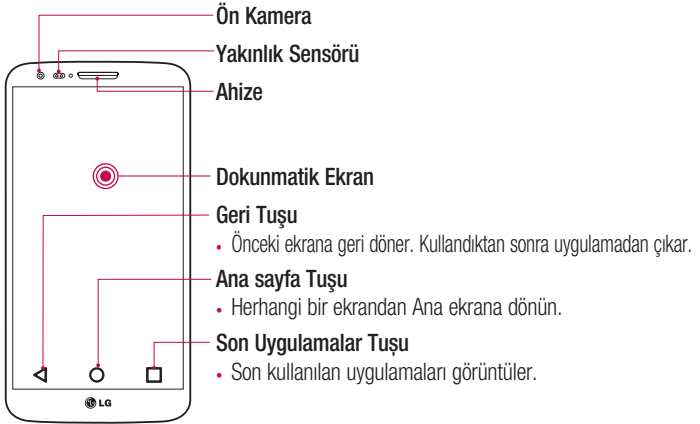 Ön Kamera
Yakınlık Sensörü
Ahize
Dokunmatik Ekran
Geri Tuşu
• Önceki ekrana geri döner. Kullandıktan sonra uygulamadan çıkar.
Ana sayfa Tuşu
• Herhangi bir ekrandan Ana ekrana dönün.
Son Uygulamalar Tuşu
• Son kullanılan uygulamaları görüntüler.
LG